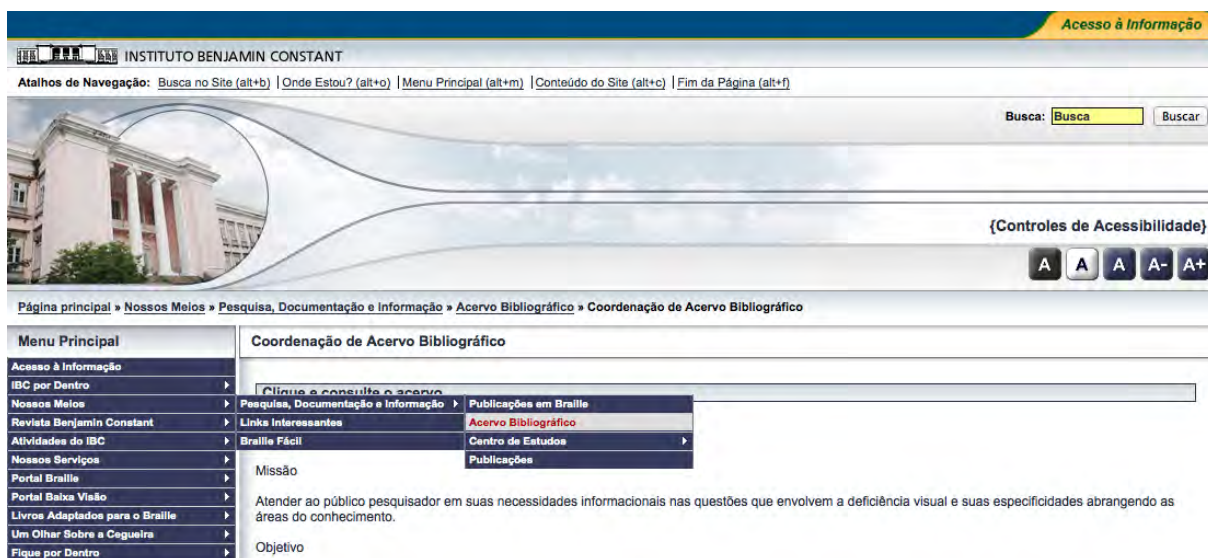 Acesso à Informação
INSTITUTO BENJAMIN CONSTANT
Atalhos de Navegação: Busca no Site (alt+b) | Onde Estou? (alt+o) | Menu Principal (alt+m) | Conteúdo do Site (alt+c) | Fim da Página (alt+f)
Busca: Busca Buscar
{Controles de Acessibilidade}
A A A A- A+
Página principal » Nossos Meios » Pesquisa, Documentação e Informação » Acervo Bibliográfico » Coordenação de Acervo Bibliográfico
Menu Principal
Acesso à Informação
IBC por Dentro
Nossos Meios
Revista Benjamin Constant
Atividades do IBC
Nossos Serviços
Portal Braille
Portal Baixa Visão
Livros Adaptados para o Braille
Um Olhar Sobre a Cegueira
Fique por Dentro
Pesquisa, Documentação e Informação
Links Interessantes
Braille Fácil
Publicações em Braille
Acervo Bibliográfico
Centro de Estudos
Publicações
Coordenação de Acervo Bibliográfico
Clique e consulte o acervo
Missão
Atender ao público pesquisador em suas necessidades informacionais nas questões que envolvem a deficiência visual e suas especificidades abrangendo as
áreas do conhecimento.
Objetivo